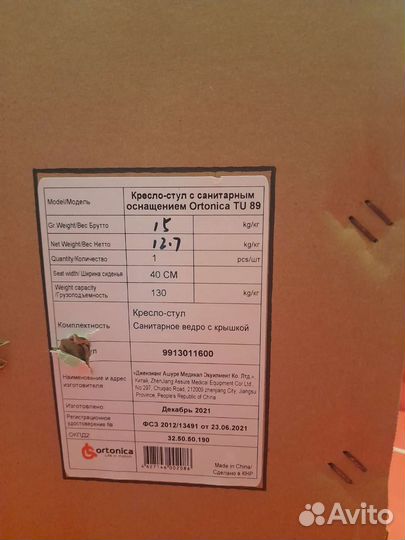 Model/Модель Кресло-стул с санитарным
оснащением Ortonica TU 89
Gr.Weight/Вес Брутто 15 kg/кг
Net Weight/Вес Нетто 12.7 kg/кг
Quantity/Количество 1 pcs/шт
Seat width/ Ширина сиденья 40 СМ
Weight capacity
/Грузоподъемность 130 kg/кг
Комплектность Кресло-стул
Санитарное ведро с крышкой
9913011600
Наименование и адрес
изготовителя
«Дженжианг Ашуре Медикал Экуипмент Ко. Лтд.»,
Китай, ZhenJiang Assure Medical Equipment Cor Ltd.,
No 297, Chuqiao Road, 212009 zhenjiang City. Jiangsu
Province, People's Republic of China
Изготовлено: Декабрь 2021
Регистрационное
удостоверение № ФСЗ 2012/13491 от 23.06.2021
ОКПД2 32.50.50.190
ortonica
Made in China/
Сделано в КНР
Avito